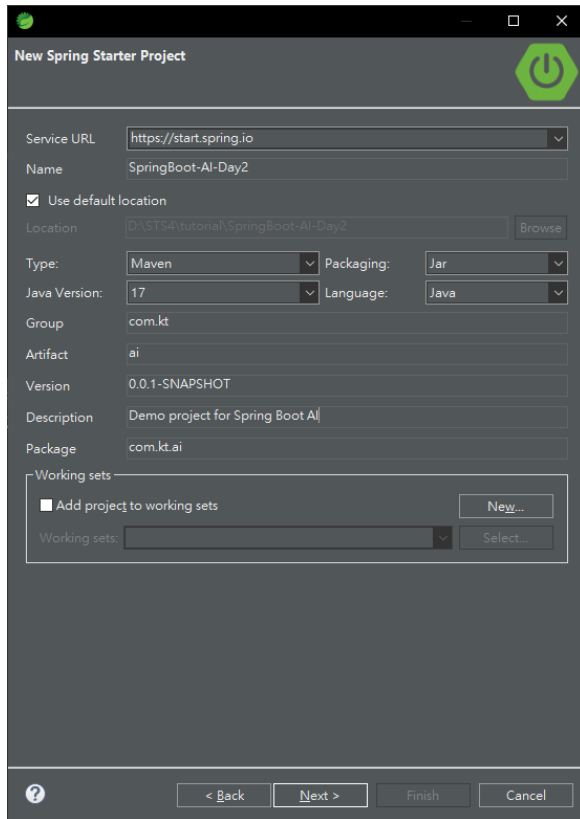 New Spring Starter Project
Service URL https://start.spring.io
Name SpringBoot-AI-Day2
Use default location
Location D:\STS4\tutorial\SpringBoot-AI-Day2 Browse
Type: Maven Packaging: Jar
Java Version: 17 Language: Java
Group com.kt
Artifact ai
Version 0.0.1-SNAPSHOT
Description Demo project for Spring Boot AI
Package com.kt.ai
Working sets
Add project to working sets New...
Working sets: Select...
? < Back Next > Finish Cancel